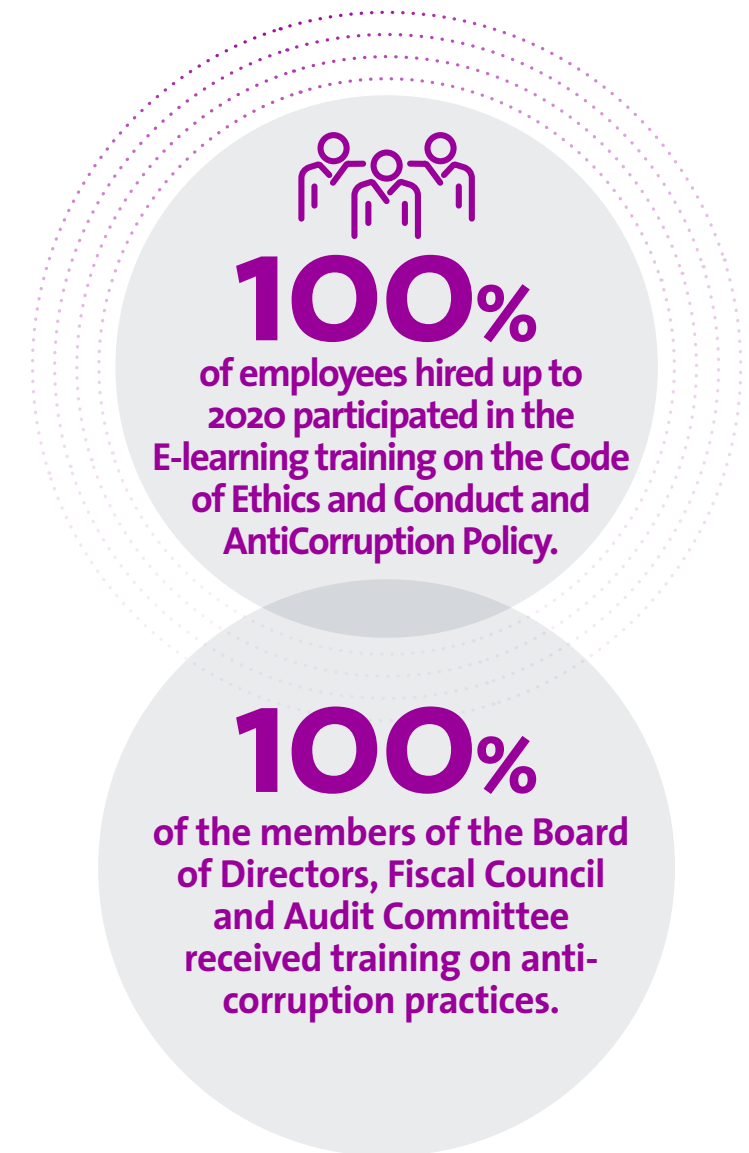 100%
of employees hired up to
2020 participated in the
E-learning training on the Code
of Ethics and Conduct and
AntiCorruption Policy.
100%
of the members of the Board
of Directors, Fiscal Council
and Audit Committee
received training on anti-
corruption practices.